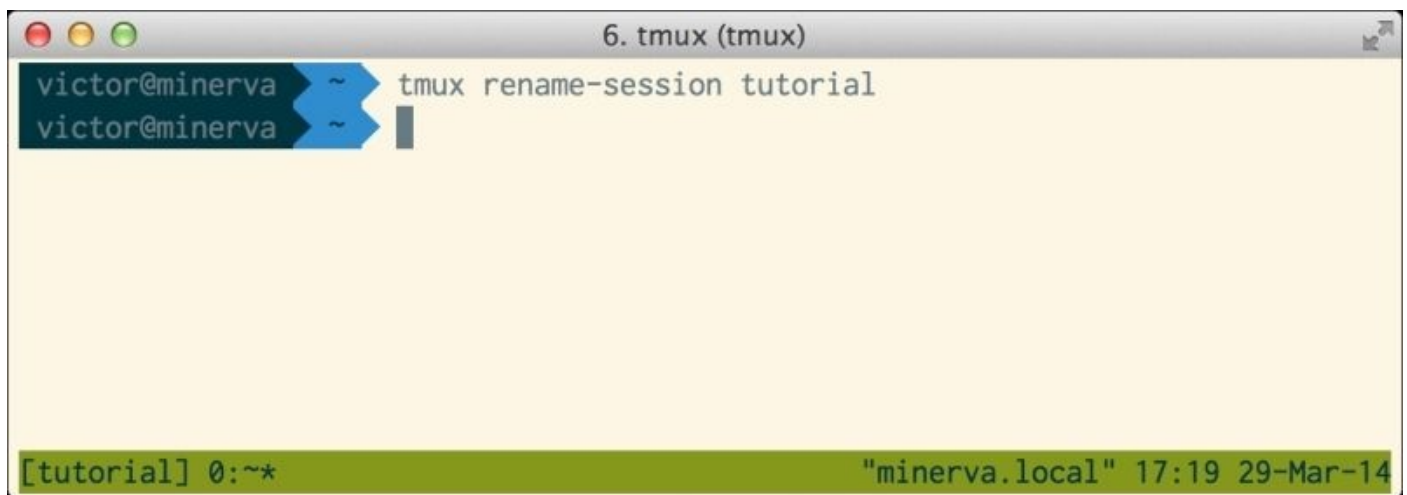 6. tmux (tmux)
victor@minerva ~ tmux rename-session tutorial
victor@minerva ~
[tutorial] 0:~* "minerva.local" 17:19 29-Mar-14